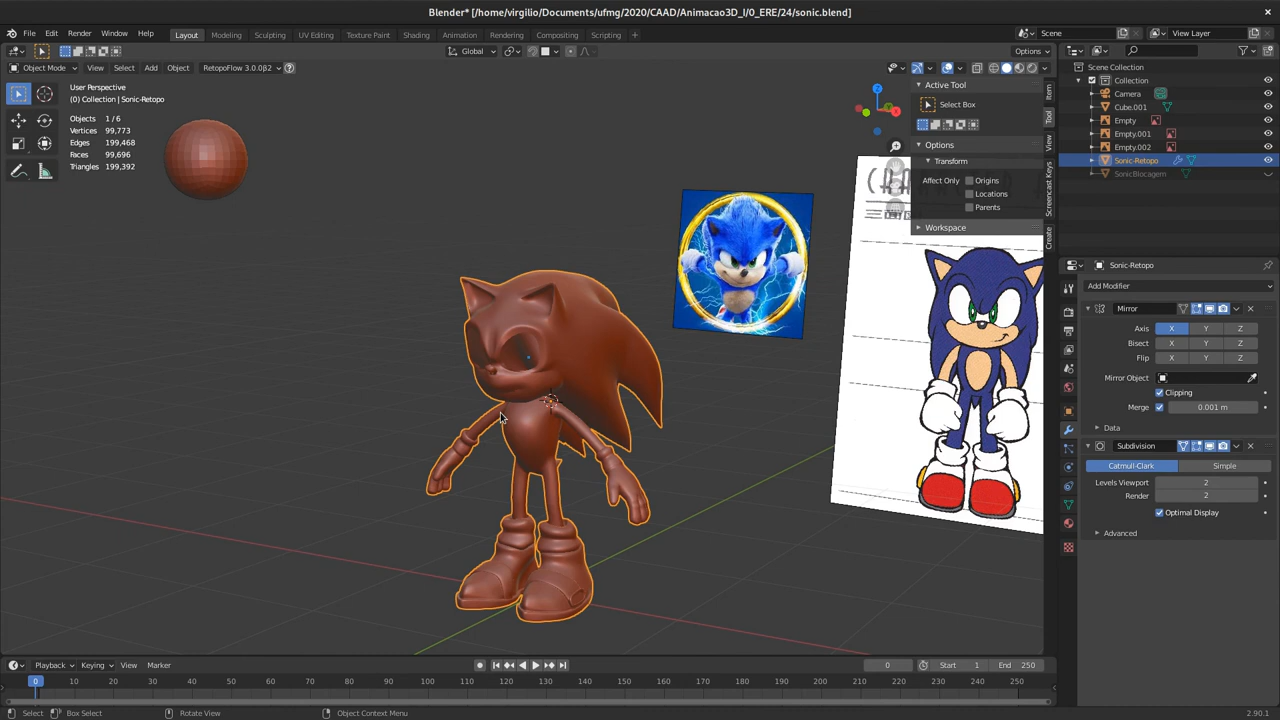 Blender* [/home/virgilio/Documents/ufmg/2020/CAAD/Animacao3D_I/0_ERE/24/sonic.blend]
File Edit Render Window Help Layout Modeling Sculpting UV Editing Texture Paint Shading Animation Rendering Compositing Scripting Scene View Layer
Global Options
Object Mode View Select Add Object RetopoFlow 3.0.0β2
User Perspective
(0) Collection | Sonic-Retopo
Objects 1 / 6
Vertices 99,773
Edges 199,468
Faces 99,696
Triangles 199,392
Active Tool
Select Box
Options
Transform
Affect Only Origins
Locations
Parents
Workspace
Item
Tool
View
Screencast Keys
Create
Scene Collection
Collection
Camera
Cube.001
Empty
Empty.001
Empty.002
Sonic-Retopo
SonicBlocagem
Sonic-Retopo
Add Modifier
Mirror
Axis X Y Z
Bisect X Y Z
Flip X Y Z
Mirror Object
Clipping
Merge 0.001 m
Data
Subdivision
Catmull-Clark Simple
Levels Viewport 2
Render 2
Optimal Display
Advanced
Playback Keying View Marker 0 Start 1 End 250
0 10 20 30 40 50 60 70 80 90 100 110 120 130 140 150 160 170 180 190 200 210 220 230 240 250
Select Box Select Rotate View Object Context Menu 2.90.1